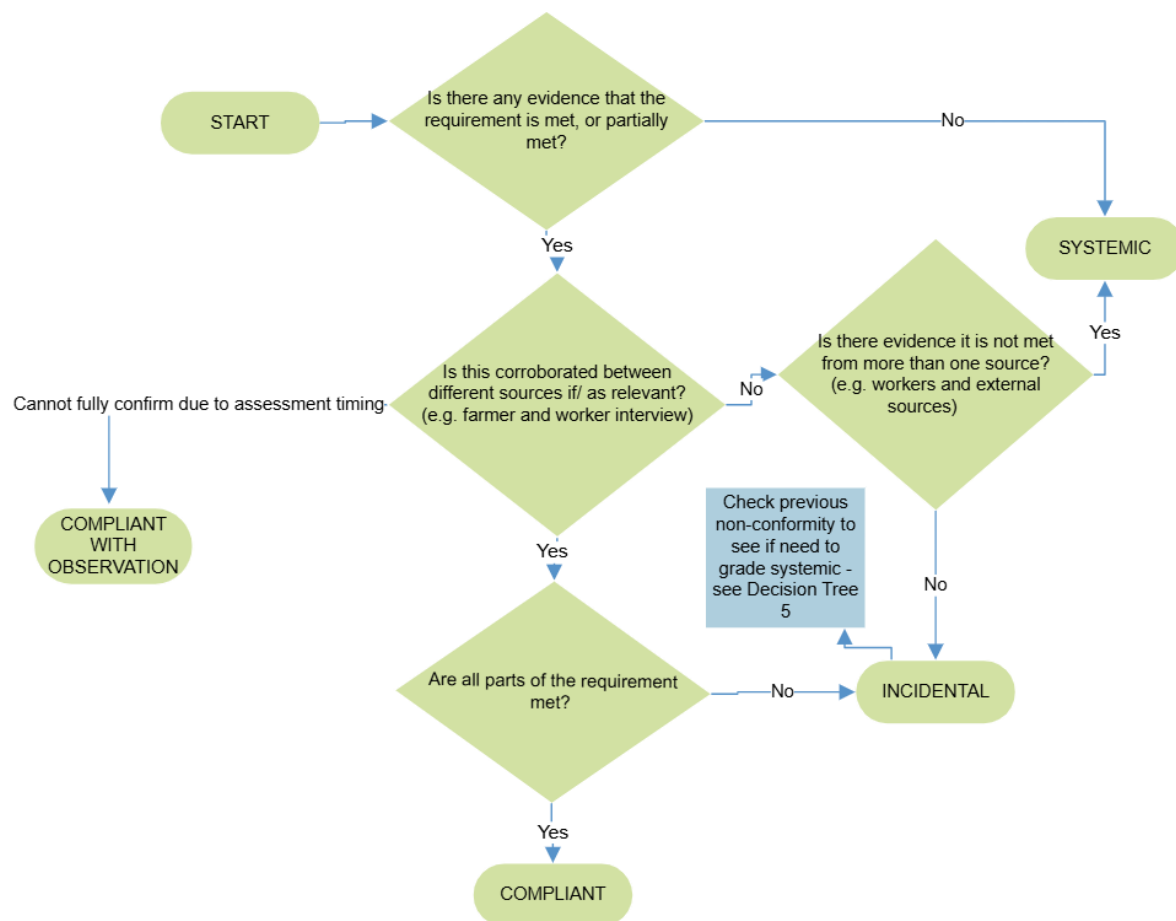 Is there any evidence that the
requirement is met, or partially
met?
START
No
Yes
SYSTEMIC
Is there evidence it is not met
from more than one source?
(e.g. workers and external
sources)
Yes
Is this corroborated between
different sources if/ as relevant?
(e.g. farmer and worker interview)
No
Cannot fully confirm due to assessment timing
COMPLIANT
WITH
OBSERVATION
Check previous
non-conformity to
see if need to
grade systemic -
see Decision Tree
5
Yes
No
Are all parts of the requirement
met?
No
INCIDENTAL
Yes
COMPLIANT